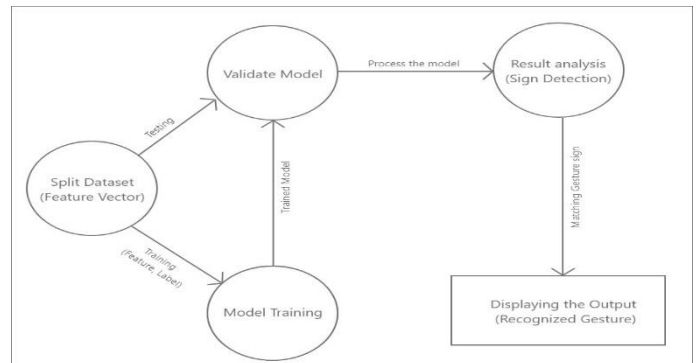 Validate Model
Process the model
Result analysis
(Sign Detection)
Testing
Split Dataset
(Feature Vector)
Trained Model
Matching Gesture sign
Training
(Feature, Label)
Model Training
Displaying the Output
(Recognized Gesture)